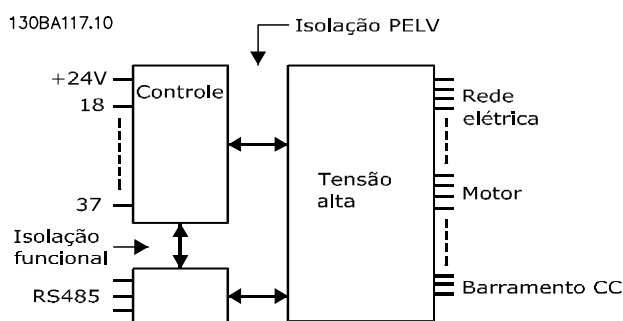 130BA117.10
Isolação PELV
+24V
18
37
Controle
Tensão
alta
Rede
elétrica
Motor
Isolação
funcional
RS485
Barramento CC